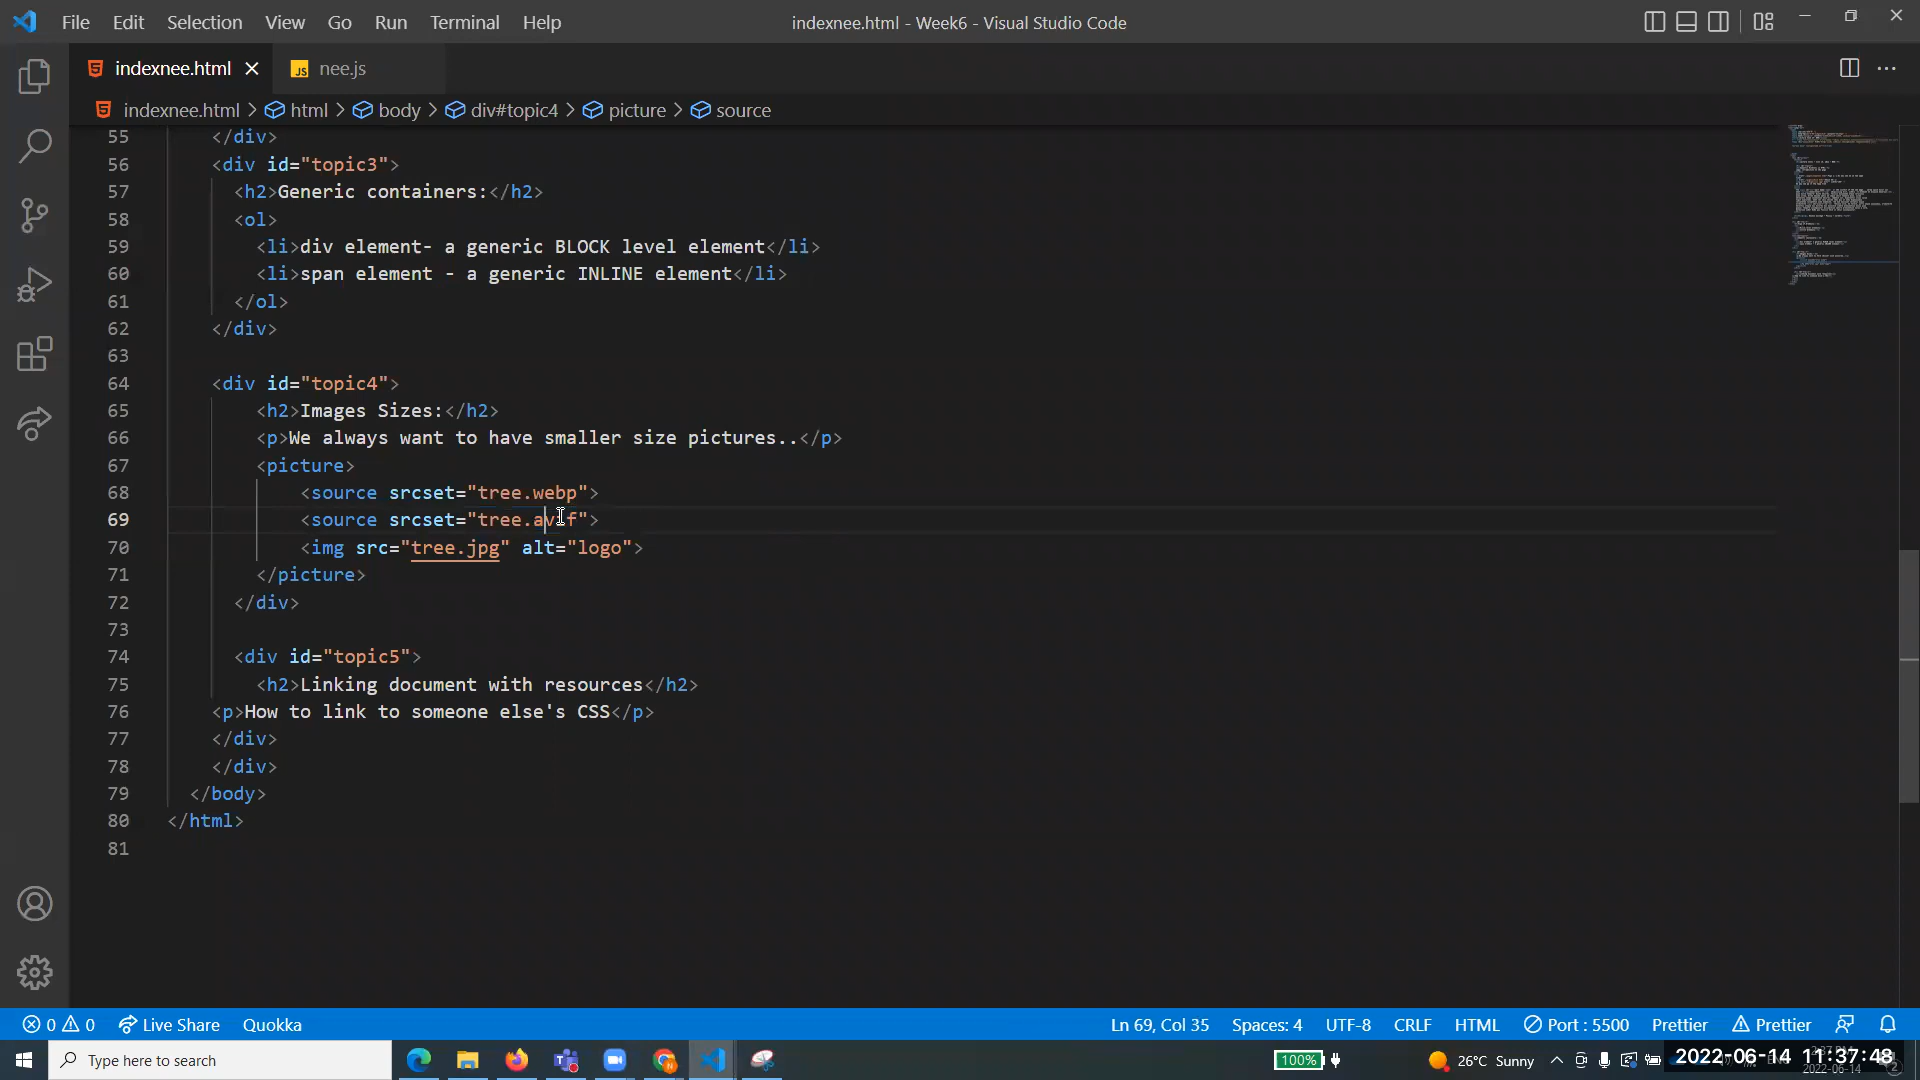 File Edit Selection View Go Run Terminal Help indexnee.html - Week6 - Visual Studio Code
indexnee.html JS nee.js
indexnee.html > html > body > div#topic4 > picture > source
55 </div>
56 <div id="topic3">
57 <h2>Generic containers:</h2>
58 <ol>
59 <li>div element- a generic BLOCK level element</li>
60 <li>span element - a generic INLINE element</li>
61 </ol>
62 </div>
63
64 <div id="topic4">
65 <h2>Images Sizes:</h2>
66 <p>We always want to have smaller size pictures..</p>
67 <picture>
68 <source srcset="tree.webp">
69 <source srcset="tree.avif">
70 <img src="tree.jpg" alt="logo">
71 </picture>
72 </div>
73
74 <div id="topic5">
75 <h2>Linking document with resources</h2>
76 <p>How to link to someone else's CSS</p>
77 </div>
78 </div>
79 </body>
80 </html>
81
0 0 Live Share Quokka Ln 69, Col 35 Spaces: 4 UTF-8 CRLF HTML Port : 5500 Prettier Prettier
Type here to search 100% 26°C Sunny 2022-06-14 11:37:48
2022-06-14